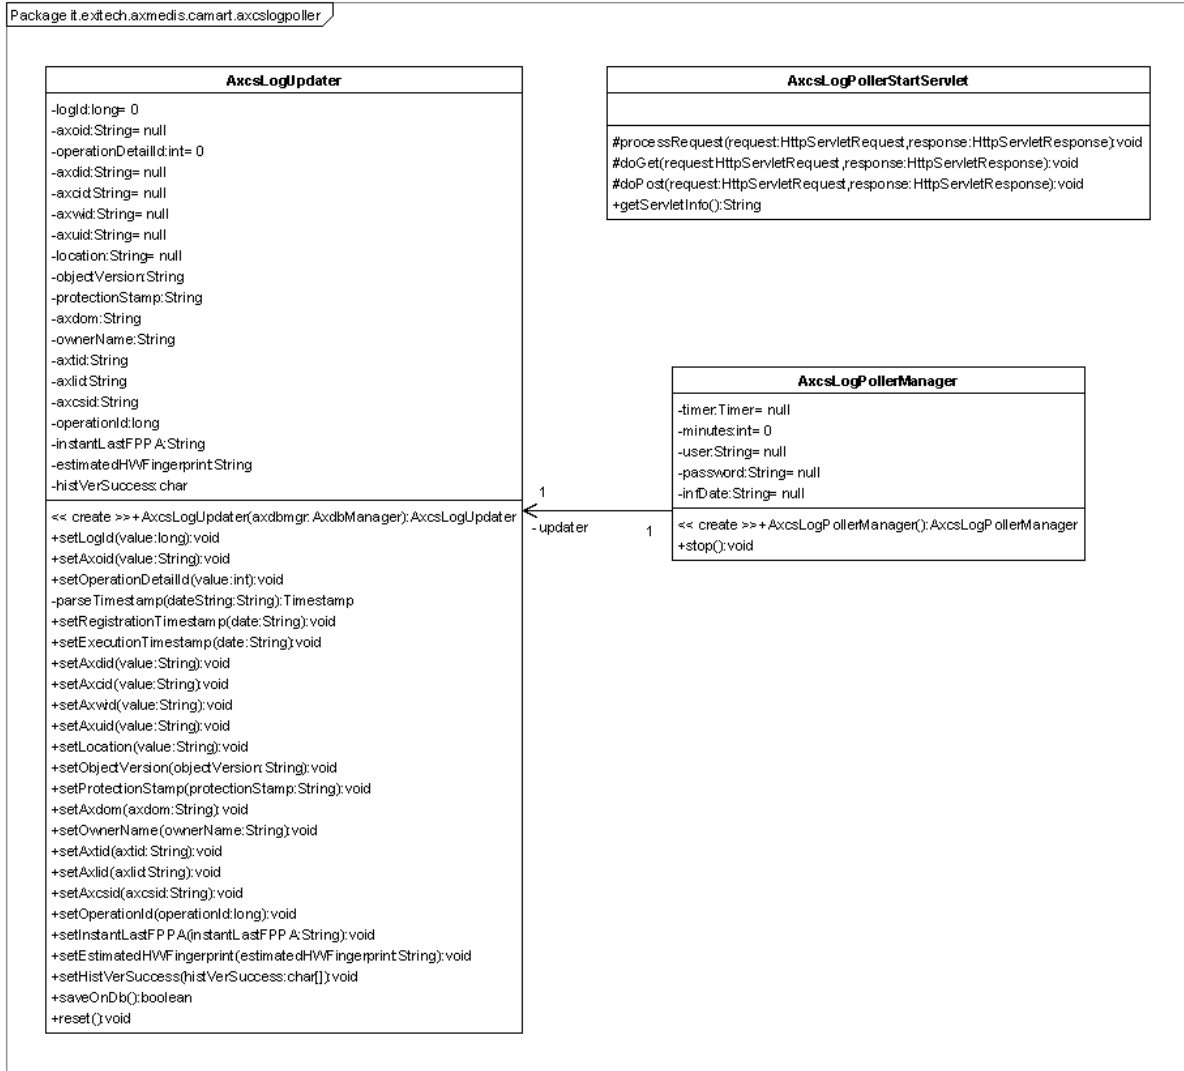 Package it.exitech.axmedis.camart.axcslogpoller
AxcsLogUpdater
-logId:long= 0
-axoid:String= null
-operationDetailId:int= 0
-axdid:String= null
-axcid:String= null
-axwid:String= null
-axuid:String= null
-location:String= null
-objectVersion:String
-protectionStamp:String
-axdom:String
-ownerName:String
-axtid:String
-axlid:String
-axcsid:String
-operationId:long
-instantLastFPPA:String
-estimatedHWFingerprint:String
-histVerSuccess:char
<< create >>+AxcsLogUpdater(axdbmgr:AxdbManager):AxcsLogUpdater
+setLogId(value:long):void
+setAxoid(value:String):void
+setOperationDetailId(value:int):void
-parseTimestamp(dateString:String):Timestamp
+setRegistrationTimestamp(date:String):void
+setExecutionTimestamp(date:String):void
+setAxdid(value:String):void
+setAxcid(value:String):void
+setAxwid(value:String):void
+setAxuid(value:String):void
+setLocation(value:String):void
+setObjectVersion(objectVersion:String):void
+setProtectionStamp(protectionStamp:String):void
+setAxdom(axdom:String):void
+setOwnerName(ownerName:String):void
+setAxtid(axtid:String):void
+setAxlid(axlid:String):void
+setAxcsid(axcsid:String):void
+setOperationId(operationId:long):void
+setInstantLastFPPA(instantLastFPPA:String):void
+setEstimatedHWFingerprint(estimatedHWFingerprint:String):void
+setHistVerSuccess(histVerSuccess:char[]):void
+saveOnDb():boolean
+reset():void
AxcsLogPollerStartServlet
#processRequest(request:HttpServletRequest,response:HttpServletResponse):void
#doGet(request:HttpServletRequest,response:HttpServletResponse):void
#doPost(request:HttpServletRequest,response:HttpServletResponse):void
+getServletInfo():String
AxcsLogPollerManager
-timer:Timer= null
-minutes:int= 0
-user:String= null
-password:String= null
-infDate:String= null
<< create >>+AxcsLogPollerManager():AxcsLogPollerManager
+stop():void
1
-updater
1